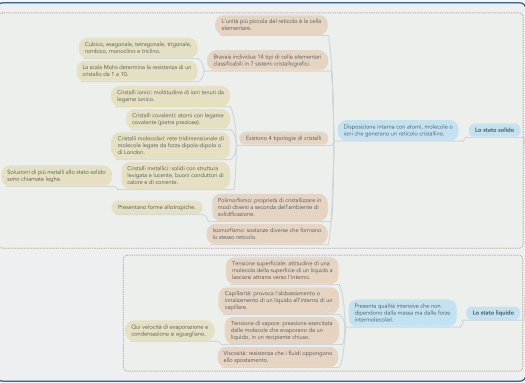 L'unità più piccola del reticolo è la cella
elementare.
Cubico, esagonale, tetragonale, trigonale,
rombico, monoclino e triclino.
La scala Mohs determina la resistenza di un
cristallo da 1 a 10.
Bravais individua 14 tipi di celle elementari
classificabili in 7 sistemi cristallografici.
Cristalli ionici: moltitudine di ioni tenuti da
legame ionico.
Cristalli covalenti: atomi con legame
covalente (pietre preziose).
Cristalli molecolari: rete tridimensionale di
molecole legate da forza dipolo-dipolo o
di London.
Esistono 4 tipologie di cristalli
Disposizione interna con atomi, molecole o
ioni che generano un reticolo cristallino.
Lo stato solido
Soluzioni di più metalli allo stato solido
sono chiamate leghe.
Cristalli metallici: solidi con struttura
levigata e lucente, buoni conduttori di
calore e di corrente.
Presentano forme allotropiche.
Polimorfismo: proprietà di cristallizzare in
modi diversi a seconda dell'ambiente di
solidificazione.
Isomorfismo: sostanze diverse che formano
lo stesso reticolo.
Tensione superficiale: attitudine di una
molecola della superficie di un liquido a
lasciarsi attrarre verso l'interno.
Capillarità: provoca l'abbassamento o
innalzamento di un liquido all'interno di un
capillare.
Presenta qualità intensive che non
dipendono dalla massa ma dalle forze
intermolecolari.
Lo stato liquido
Qui velocità di evaporazione e
condensazione si eguagliano.
Tensione di vapore: pressione esercitata
dalle molecole che evaporano da un
liquido, in un recipiente chiuso.
Viscosità: resistenza che i fluidi oppongono
allo spostamento.